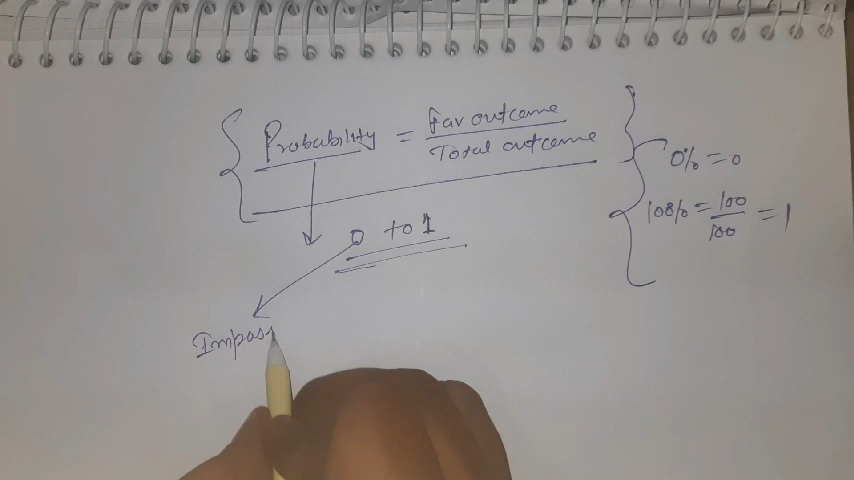 Probability = Fav outcome
Total outcome
0% = 0
100% = 100
100
= 1
0 to 1
Impos